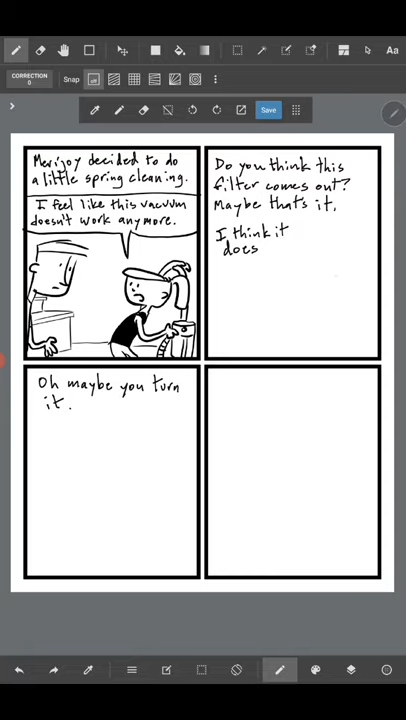 Aa
CORRECTION
0
Snap
Save
Merijoy decided to do
a little spring cleaning.
I feel like this vacuum
doesn't work anymore.
Do you think this
filter comes out?
Maybe that's it.
I think it
does
Oh maybe you turn
it.